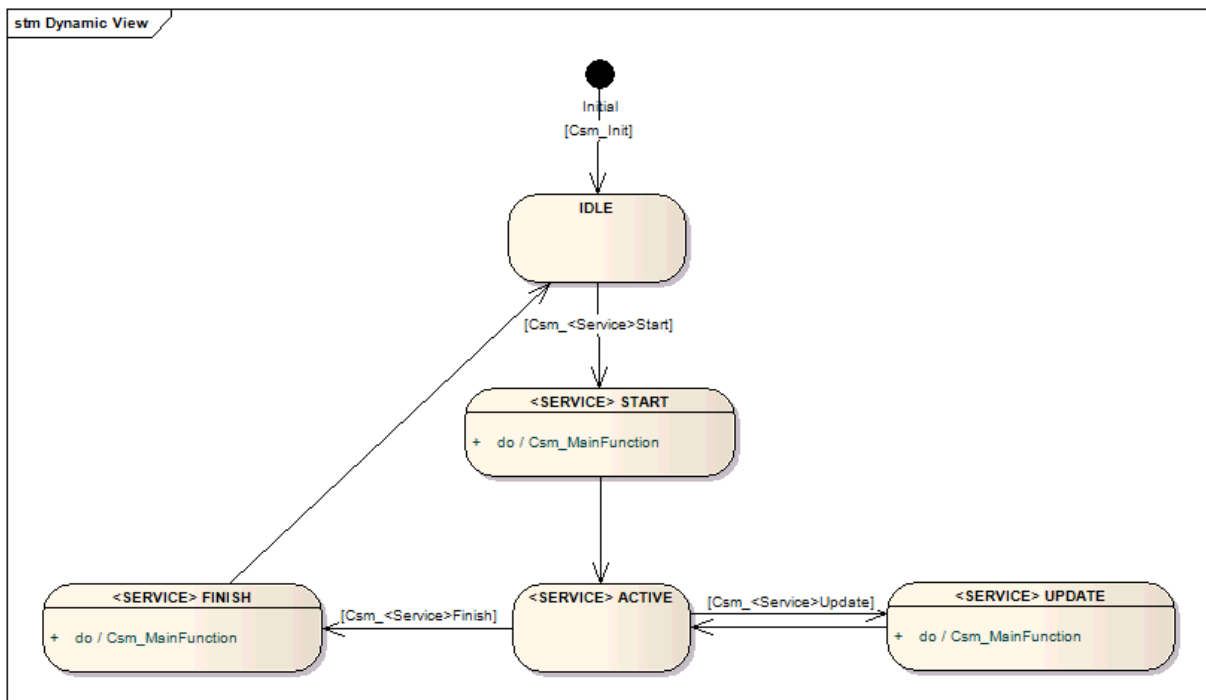 stm Dynamic View
Initial
[Csm_Init]
IDLE
[Csm_<Service>Start]
<SERVICE> START
+ do / Csm_MainFunction
<SERVICE> FINISH
+ do / Csm_MainFunction
[Csm_<Service>Finish]
<SERVICE> ACTIVE
[Csm_<Service>Update]
<SERVICE> UPDATE
+ do / Csm_MainFunction